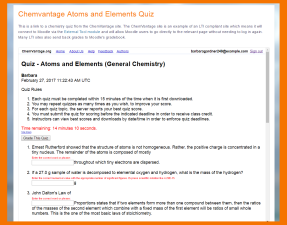 Chemvantage Atoms and Elements Quiz
This is a link to a chemistry quiz from the ChemVantage site. The ChemVantage site is an example of an LTI compliant site which means it will
connect to Moodle via the External Tool module and will allow Moodle users to go directly to the relevant page without needing to log in again.
Many LTI sites also send back grades to Moodle's gradebook.
Chemvantage.org Home About Us Help Feedback Sign out
Quiz - Atoms and Elements (General Chemistry)
Barbara
February 27, 2017 11:22:43 AM UTC
Quiz Rules
1. Each quiz must be completed within 15 minutes of the time when it is first downloaded.
2. You may repeat quizzes as many times as you wish, to improve your score.
3. For each quiz topic, the server reports your best quiz score.
4. You must submit the quiz for scoring before the assigned deadline in order to receive class credit.
5. Instructors can view best scores and downloads by date/time in order to enforce quiz deadlines.
Time remaining: 14 minutes 10 seconds
Grade This Quiz
1. Ernest Rutherford showed that the structure of atoms is not homogeneous. Rather, the positive charge is concentrated in a
tiny nucleus. The remainder of the atoms is composed of mostly
throughout which tiny electrons are dispersed.
2. If a 27.0 g sample of water is decomposed to elemental oxygen and hydrogen, what is the mass of the hydrogen?
g
3. John Dalton's Law of
Proportions states that if two elements form more than one compound between them, then the ratios
of the masses of the second element which combine with a fixed mass of the first element will be ratios of small whole
numbers. This is the one of the most basic laws of stoichiometry.